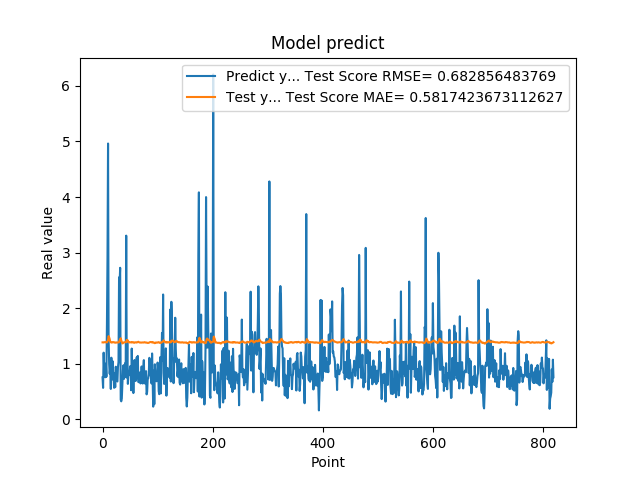 Model predict
Predict y... Test Score RMSE= 0.682856483769
Test y... Test Score MAE= 0.5817423673112627
Real value
6
5
4
3
2
1
0
0 200 400 600 800
Point